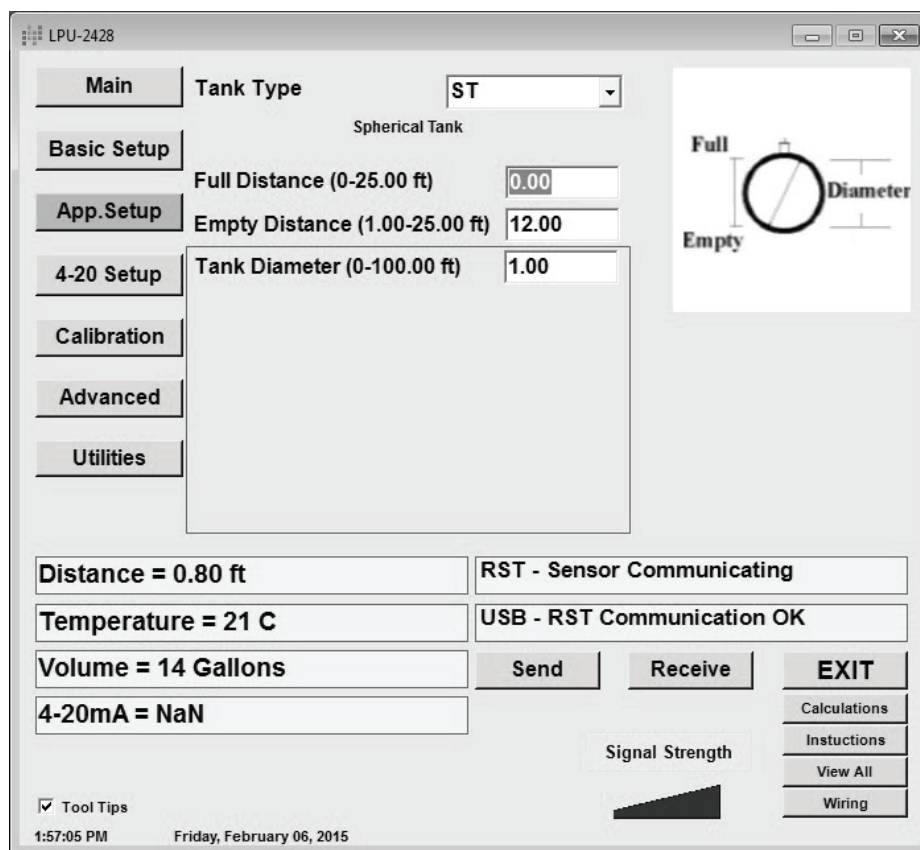 LPU-2428
Main
Tank Type
ST
Spherical Tank
Basic Setup
Full Distance (0-25.00 ft)
0.00
App.Setup
Empty Distance (1.00-25.00 ft)
12.00
4-20 Setup
Tank Diameter (0-100.00 ft)
1.00
Full
Diameter
Empty
Calibration
Advanced
Utilities
Distance = 0.80 ft
RST - Sensor Communicating
Temperature = 21 C
USB - RST Communication OK
Volume = 14 Gallons
Send
Receive
EXIT
4-20mA = NaN
Calculations
Instuctions
Signal Strength
View All
Tool Tips
Wiring
1:57:05 PM
Friday, February 06, 2015